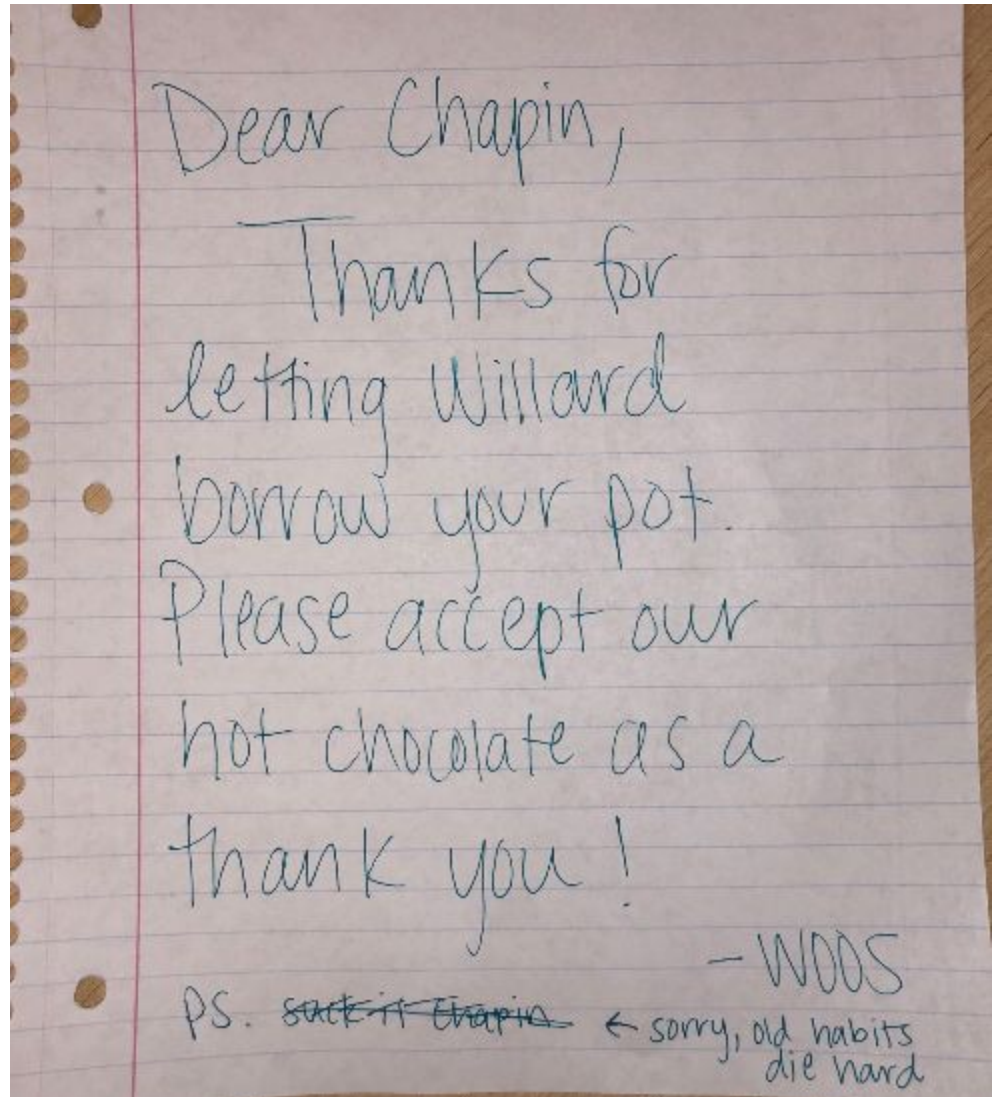 Dear Chapin,
Thanks for
letting Willard
borrow your pot.
Please accept our
hot chocolate as a
thank you!
- WOOS
PS. suck it Chapin ← sorry, old habits
die hard